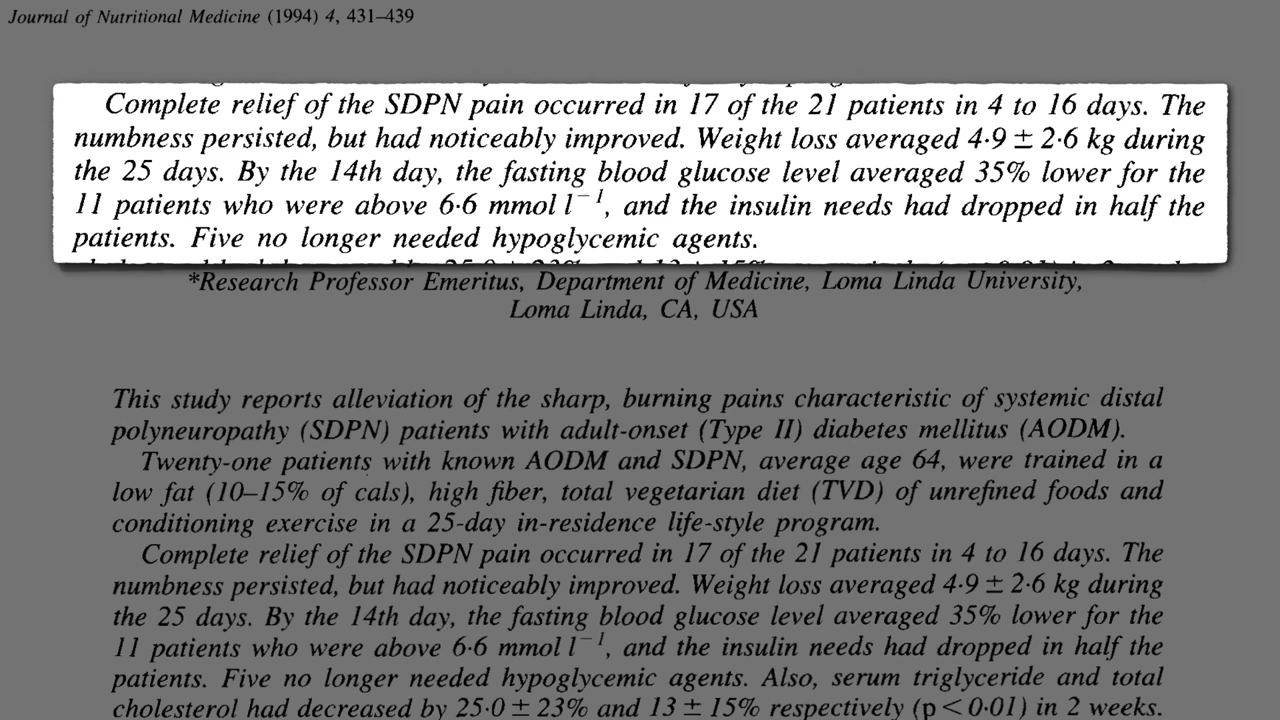 Journal of Nutritional Medicine (1994) 4, 431–439
Complete relief of the SDPN pain occurred in 17 of the 21 patients in 4 to 16 days. The
numbness persisted, but had noticeably improved. Weight loss averaged 4·9 ± 2·6 kg during
the 25 days. By the 14th day, the fasting blood glucose level averaged 35% lower for the
11 patients who were above 6·6 mmol l⁻¹, and the insulin needs had dropped in half the
patients. Five no longer needed hypoglycemic agents.
*Research Professor Emeritus, Department of Medicine, Loma Linda University,
Loma Linda, CA, USA
This study reports alleviation of the sharp, burning pains characteristic of systemic distal
polyneuropathy (SDPN) patients with adult-onset (Type II) diabetes mellitus (AODM).
Twenty-one patients with known AODM and SDPN, average age 64, were trained in a
low fat (10–15% of cals), high fiber, total vegetarian diet (TVD) of unrefined foods and
conditioning exercise in a 25-day in-residence life-style program.
Complete relief of the SDPN pain occurred in 17 of the 21 patients in 4 to 16 days. The
numbness persisted, but had noticeably improved. Weight loss averaged 4·9 ± 2·6 kg during
the 25 days. By the 14th day, the fasting blood glucose level averaged 35% lower for the
11 patients who were above 6·6 mmol l⁻¹, and the insulin needs had dropped in half the
patients. Five no longer needed hypoglycemic agents. Also, serum triglyceride and total
cholesterol had decreased by 25·0 ± 23% and 13 ± 15% respectively (p < 0·01) in 2 weeks.